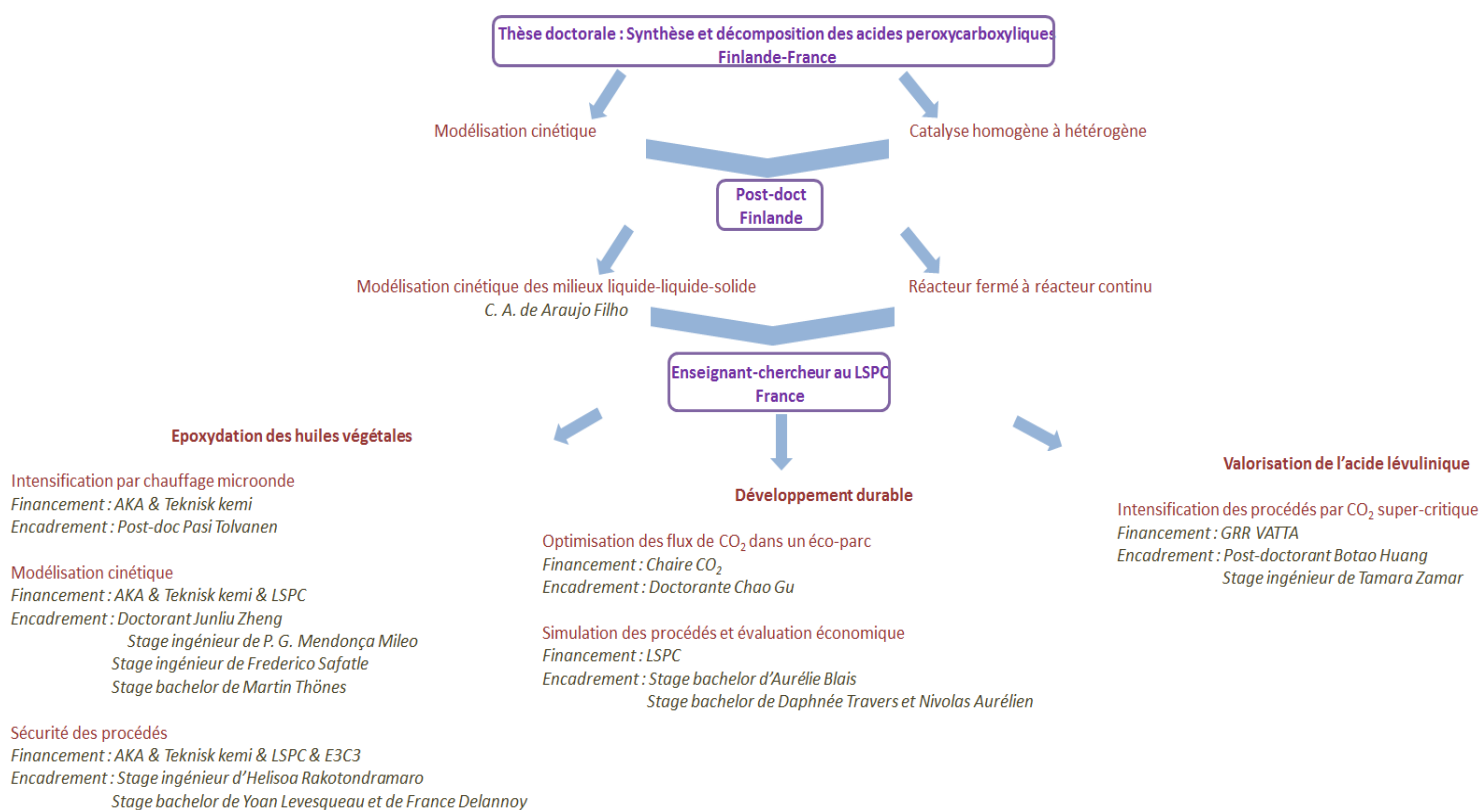 Thèse doctorale : Synthèse et décomposition des acides peroxycarboxyliques
Finlande-France
Modélisation cinétique
Catalyse homogène à hétérogène
Post-doct
Finlande
Modélisation cinétique des milieux liquide-liquide-solide
C. A. de Araujo Filho
Réacteur fermé à réacteur continu
Enseignant-chercheur au LSPC
France
Epoxydation des huiles végétales
Intensification par chauffage microonde
Financement : AKA & Teknisk kemi
Encadrement : Post-doc Pasi Tolvanen
Modélisation cinétique
Financement : AKA & Teknisk kemi & LSPC
Encadrement : Doctorant Junliu Zheng
Stage ingénieur de P. G. Mendonça Mileo
Stage ingénieur de Frederico Safatle
Stage bachelor de Martin Thönes
Sécurité des procédés
Financement : AKA & Teknisk kemi & LSPC & E3C3
Encadrement : Stage ingénieur d'Helisoa Rakotondramaro
Stage bachelor de Yoan Levesqueau et de France Delannoy
Développement durable
Optimisation des flux de CO₂ dans un éco-parc
Financement : Chaire CO₂
Encadrement : Doctorante Chao Gu
Simulation des procédés et évaluation économique
Financement : LSPC
Encadrement : Stage bachelor d'Aurélie Blais
Stage bachelor de Daphnée Travers et Nivolas Aurélien
Valorisation de l'acide lévulinique
Intensification des procédés par CO₂ super-critique
Financement : GRR VATTA
Encadrement : Post-doctorant Botao Huang
Stage ingénieur de Tamara Zamar